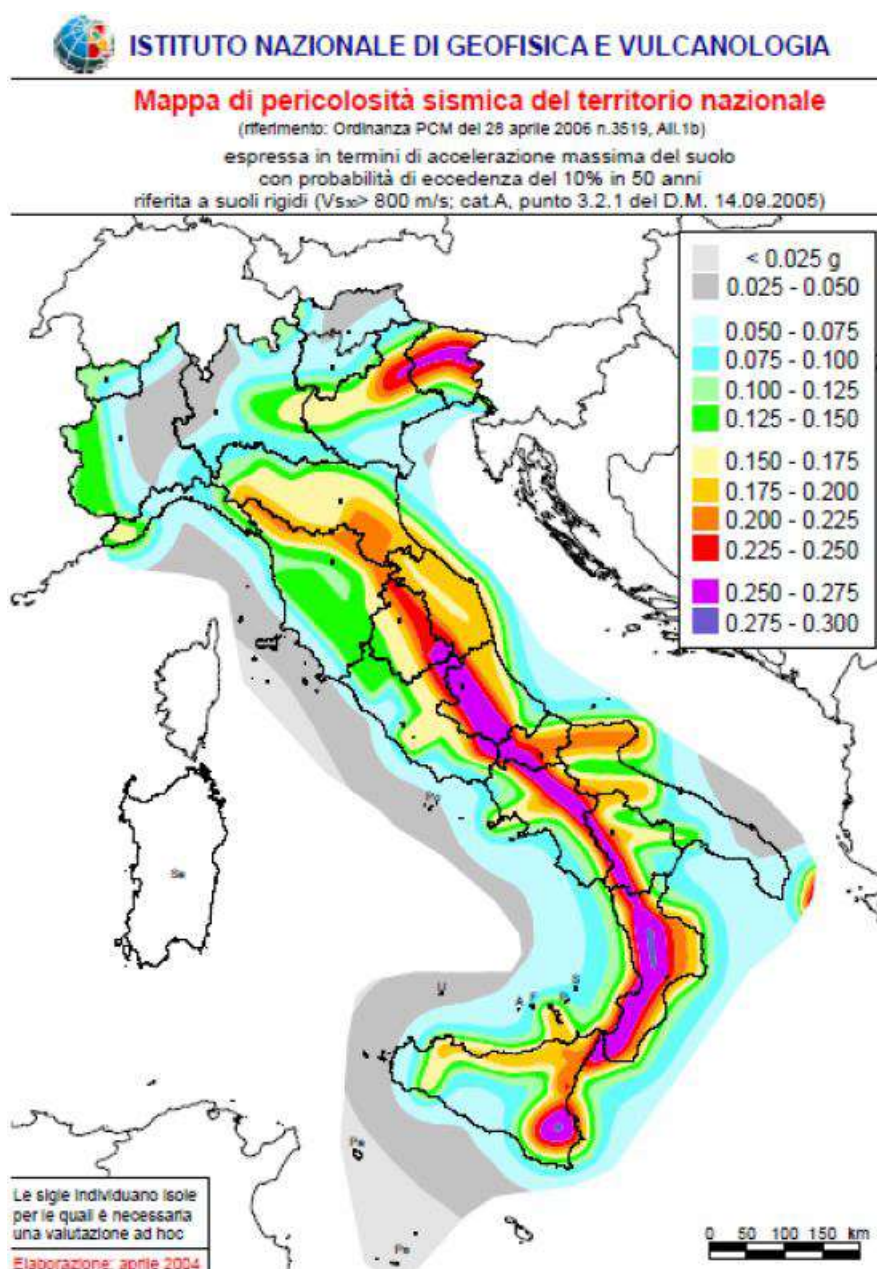 ISTITUTO NAZIONALE DI GEOFISICA E VULCANOLOGIA
Mappa di pericolosità sismica del territorio nazionale
(riferimento: Ordinanza PCM del 28 aprile 2006 n.3519, All.1b)
espressa in termini di accelerazione massima del suolo
con probabilità di eccedenza del 10% in 50 anni
riferita a suoli rigidi (Vs30> 800 m/s; cat.A, punto 3.2.1 del D.M. 14.09.2005)
< 0.025 g
0.025 - 0.050
0.050 - 0.075
0.075 - 0.100
0.100 - 0.125
0.125 - 0.150
0.150 - 0.175
0.175 - 0.200
0.200 - 0.225
0.225 - 0.250
0.250 - 0.275
0.275 - 0.300
Sa
U
A
F
S
Pa
Le sigle individuano isole
per le quali è necessaria
una valutazione ad hoc
Elaborazione: aprile 2004
0 50 100 150 km